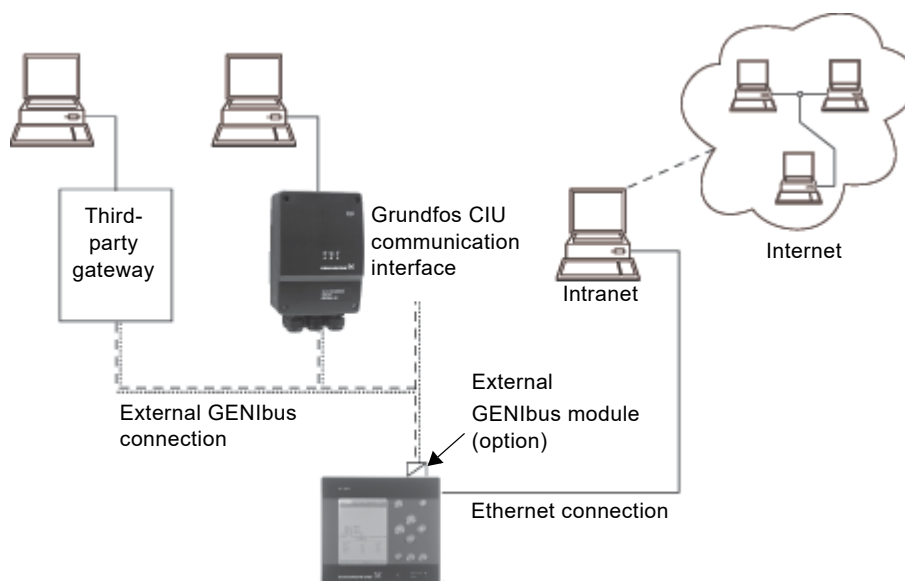 Third-
party
gateway
Grundfos CIU
communication
interface
Internet
Intranet
External GENIbus
connection
External
GENIbus module
(option)
Ethernet connection